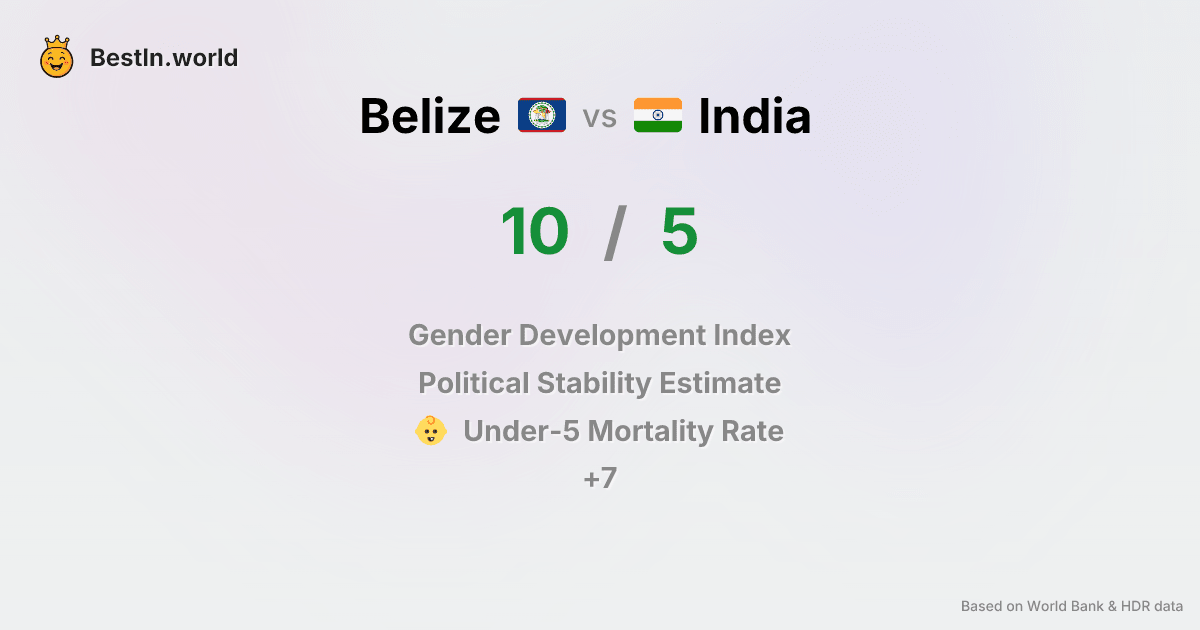 BestIn.world
Belize vs India
10 / 5
Gender Development Index
Political Stability Estimate
Under-5 Mortality Rate
+7
Based on World Bank & HDR data